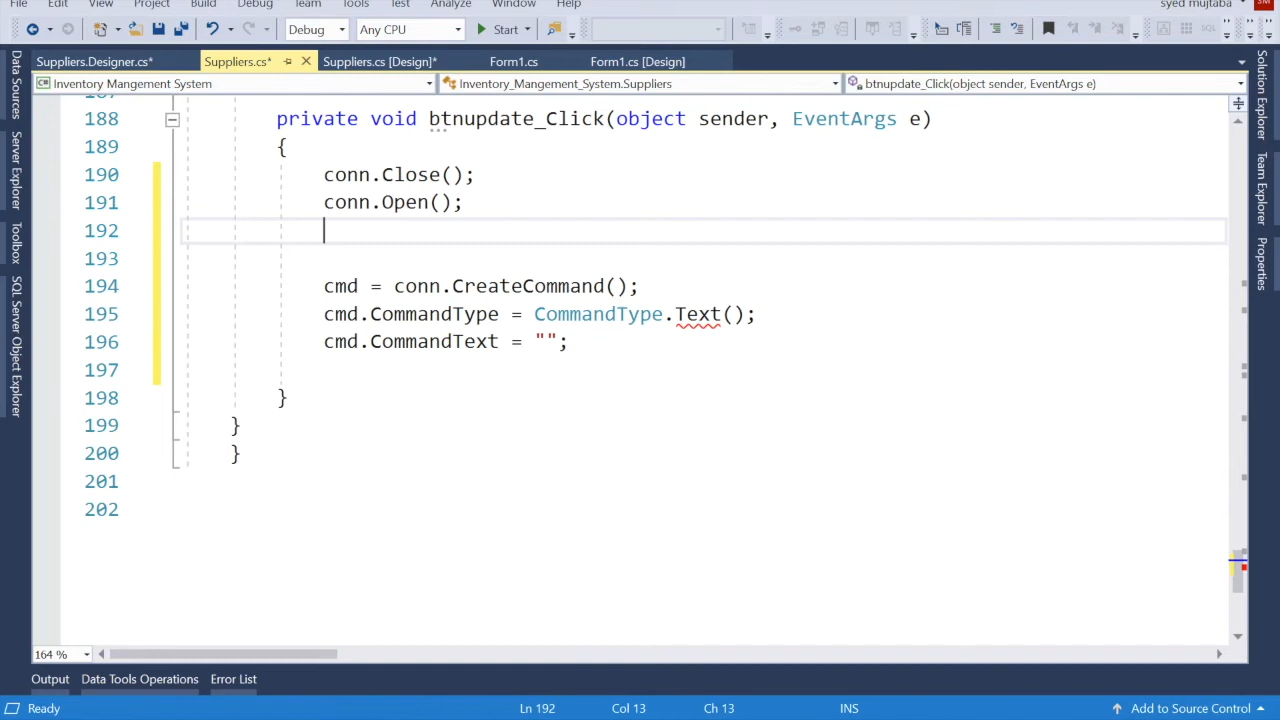 File Edit View Project Build Debug Team Tools Test Analyze Window Help syed mujtaba SM
Debug Any CPU Start
Suppliers.Designer.cs* Suppliers.cs* Suppliers.cs [Design]* Form1.cs Form1.cs [Design]
Inventory Mangement System Inventory_Mangement_System.Suppliers btnupdate_Click(object sender, EventArgs e)
Data Sources
Server Explorer
Toolbox
SQL Server Object Explorer
187
188 private void btnupdate_Click(object sender, EventArgs e)
189 {
190 conn.Close();
191 conn.Open();
192
193
194 cmd = conn.CreateCommand();
195 cmd.CommandType = CommandType.Text();
196 cmd.CommandText = "";
197
198 }
199 }
200 }
201
202
Solution Explorer
Team Explorer
Properties
164 %
Output Data Tools Operations Error List
Ready Ln 192 Col 13 Ch 13 INS Add to Source Control